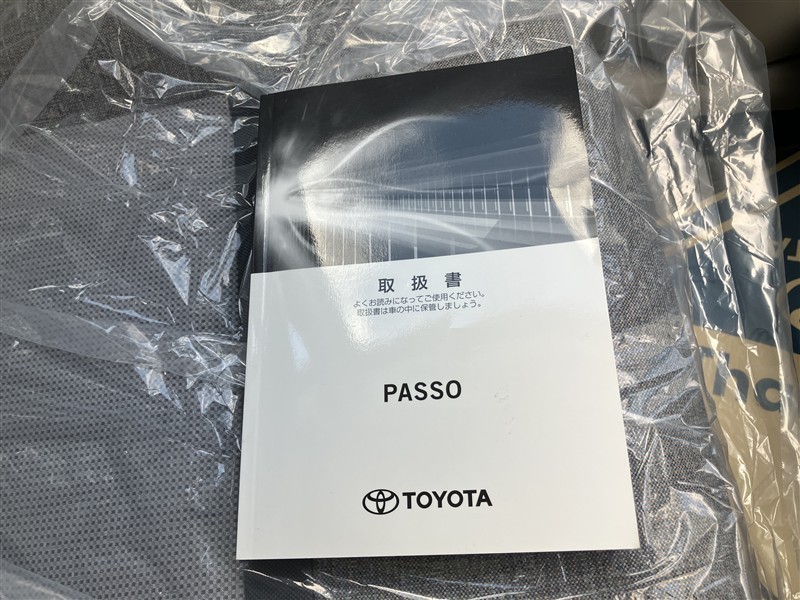 取扱書
よくお読みになってご使用ください。
取扱書は車の中に保管しましょう。
PASSO
TOYOTA
Tha